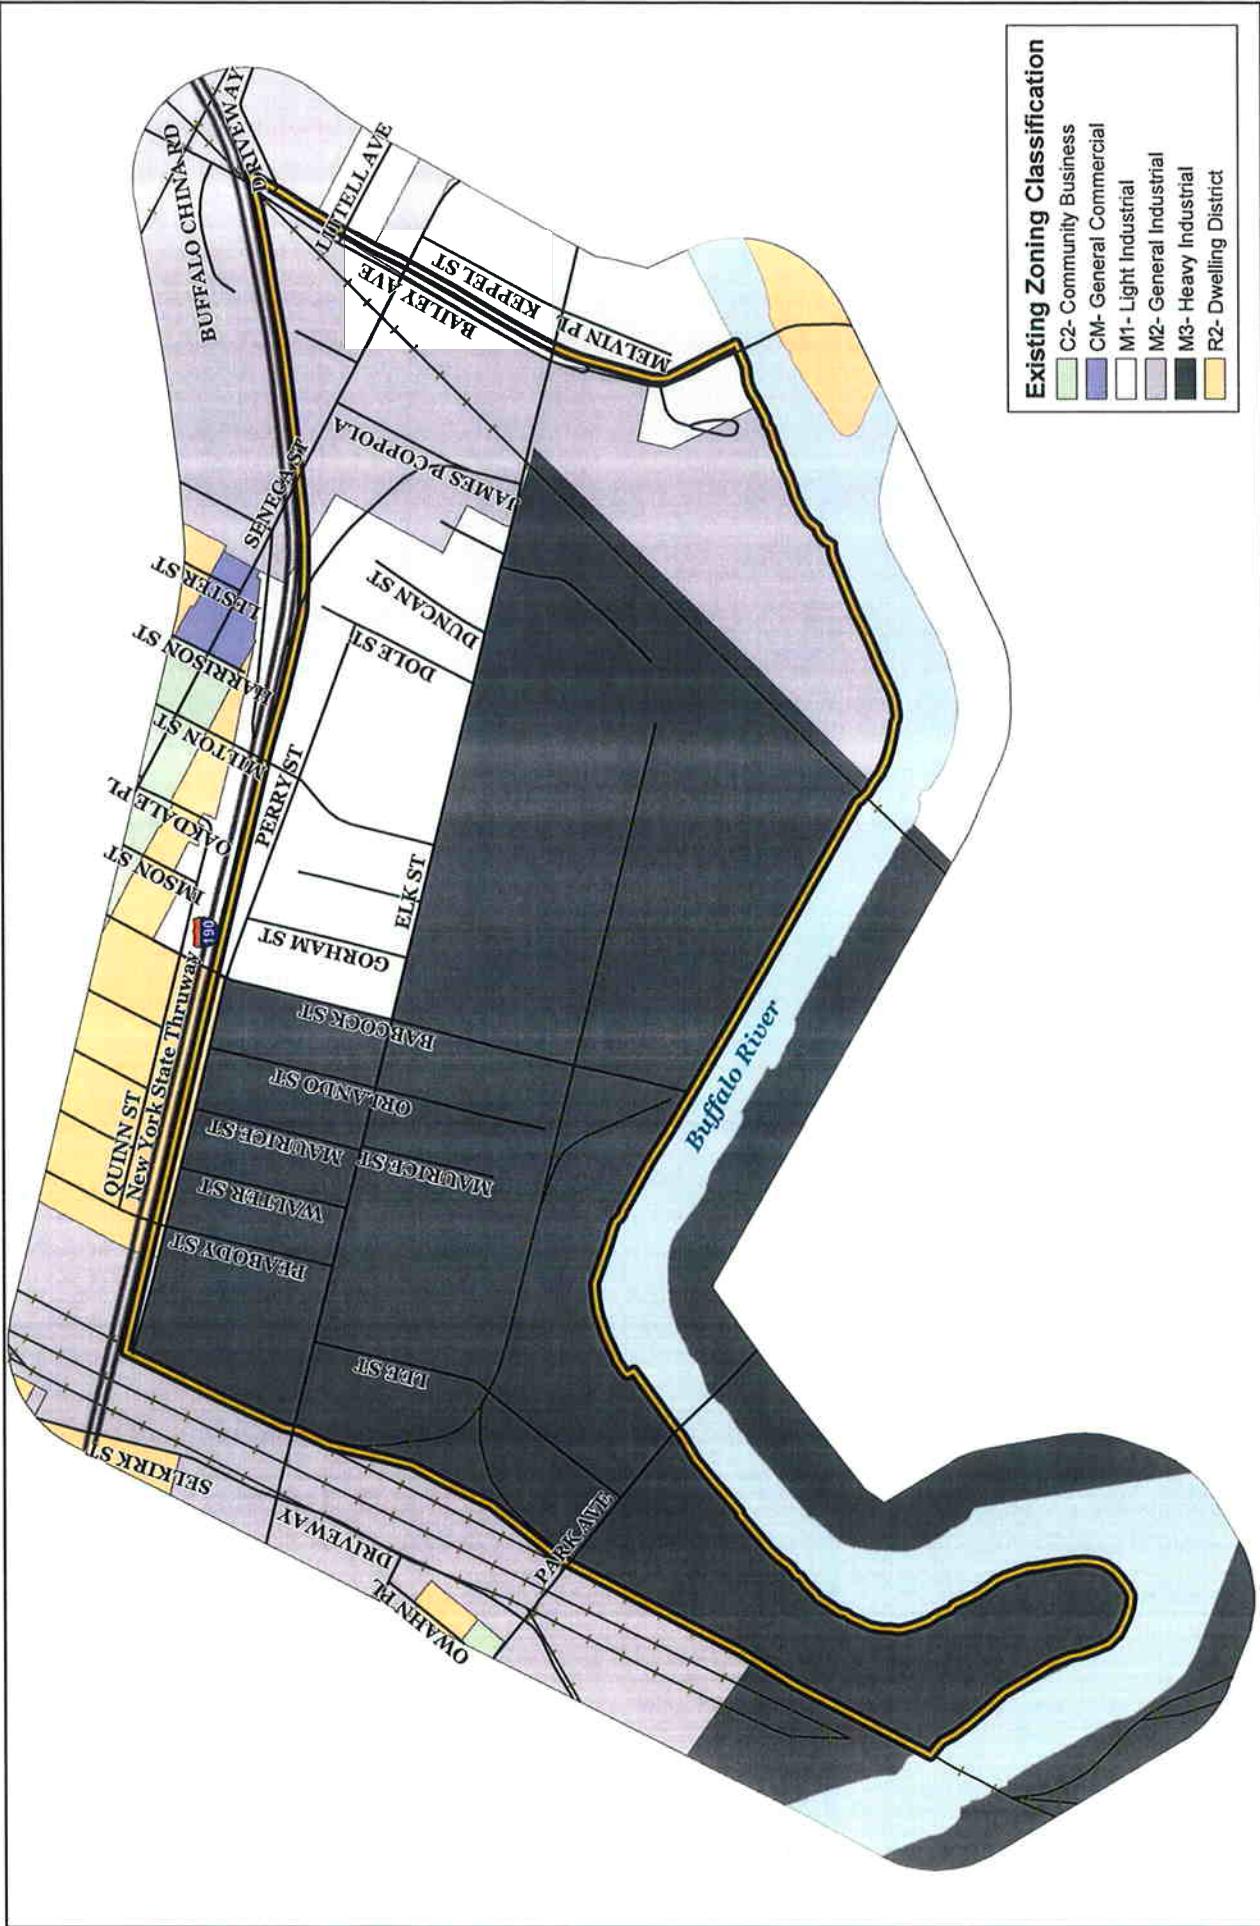 BUFFALO CHINA RD
DRIVEWAY
LITTELL AVE
BAILEY AVE
KEPPEL ST
MELVIN PL
SENECA ST
JAMES P COPPOLA
LESTER ST
HARRISON ST
MILTON ST
OAKDALE PL
IMSON ST
DUNCAN ST
DOLE ST
PERRY ST
ELK ST
GORHAM ST
190
New York State Thruway
QUINN ST
BABCOCK ST
ORLANDO ST
MAURICE ST
MAURICE ST
WALTER ST
PEABODY ST
LEE ST
SELKIRK ST
DRIVEWAY
OWAHN PL
PARK AVE
Buffalo River
Existing Zoning Classification
C2- Community Business
CM- General Commercial
M1- Light Industrial
M2- General Industrial
M3- Heavy Industrial
R2- Dwelling District